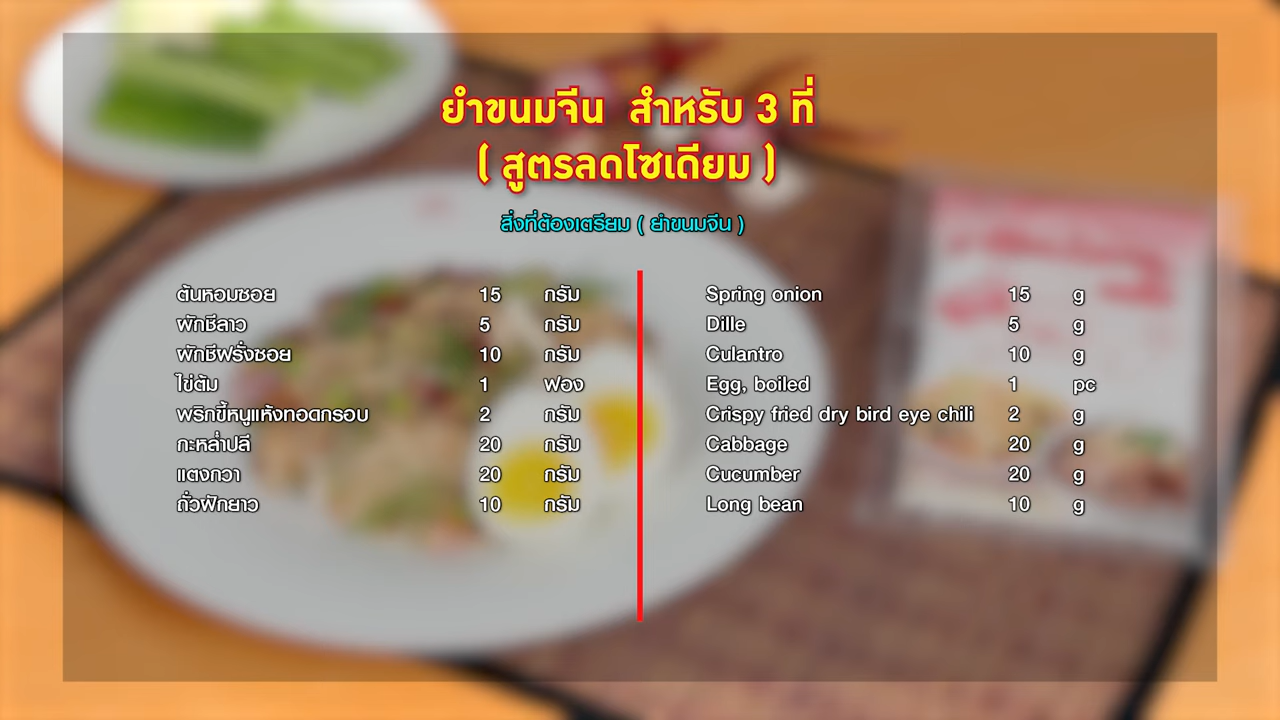 ยำขนมจีน สำหรับ 3 ที่
( สูตรลดโซเดียม )
สิ่งที่ต้องเตรียม ( ยำขนมจีน )
ต้นหอมซอย 15 กรัม
ผักชีลาว 5 กรัม
ผักชีฝรั่งซอย 10 กรัม
ไข่ต้ม 1 ฟอง
พริกขี้หนูแห้งทอดกรอบ 2 กรัม
กะหล่ำปลี 20 กรัม
แตงกวา 20 กรัม
ถั่วฝักยาว 10 กรัม
Spring onion 15 g
Dille 5 g
Culantro 10 g
Egg, boiled 1 pc
Crispy fried dry bird eye chili 2 g
Cabbage 20 g
Cucumber 20 g
Long bean 10 g